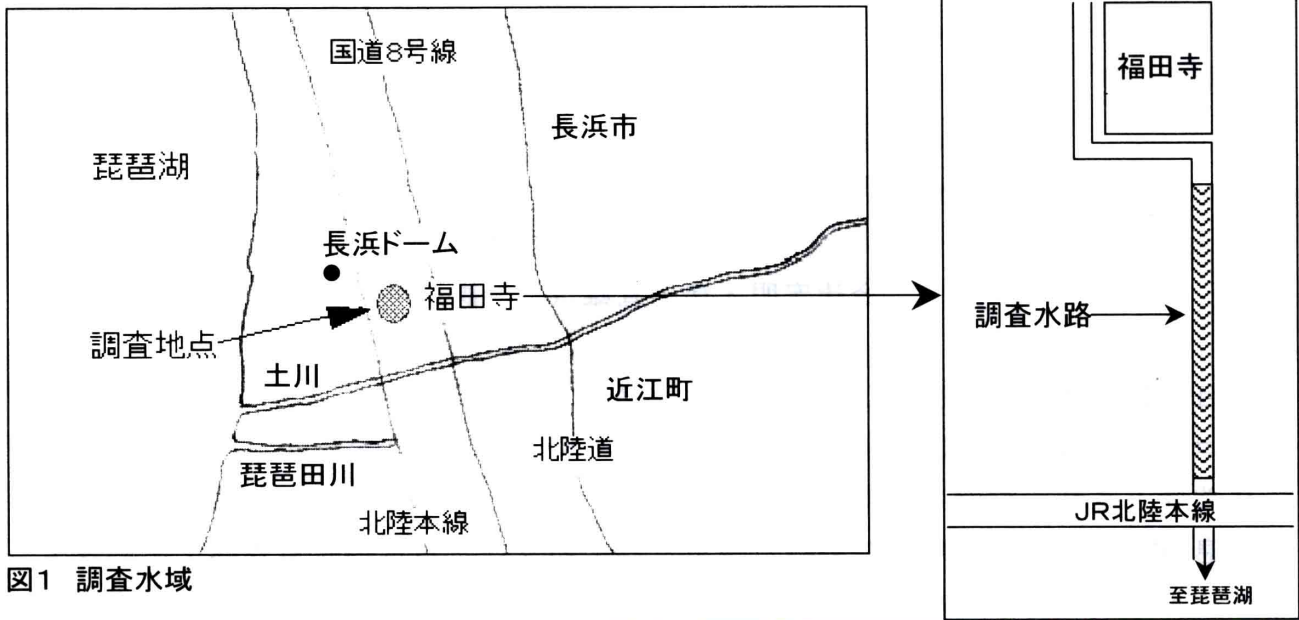 国道8号線
長浜市
琵琶湖
長浜ドーム
福田寺
調査地点
土川
近江町
北陸道
琵琶田川
北陸本線
図1 調査水域
福田寺
調査水路
JR北陸本線
至琵琶湖